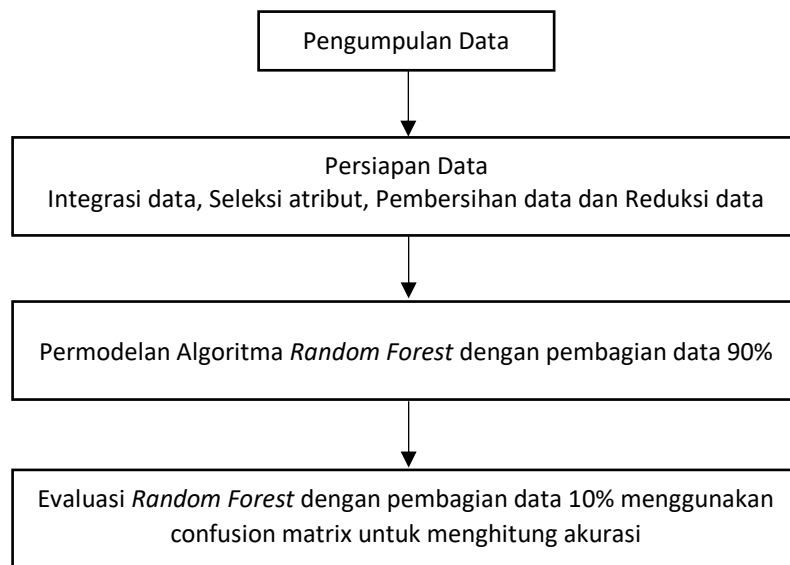 Pengumpulan Data
Persiapan Data
Integrasi data, Seleksi atribut, Pembersihan data dan Reduksi data
Permodelan Algoritma Random Forest dengan pembagian data 90%
Evaluasi Random Forest dengan pembagian data 10% menggunakan
confusion matrix untuk menghitung akurasi